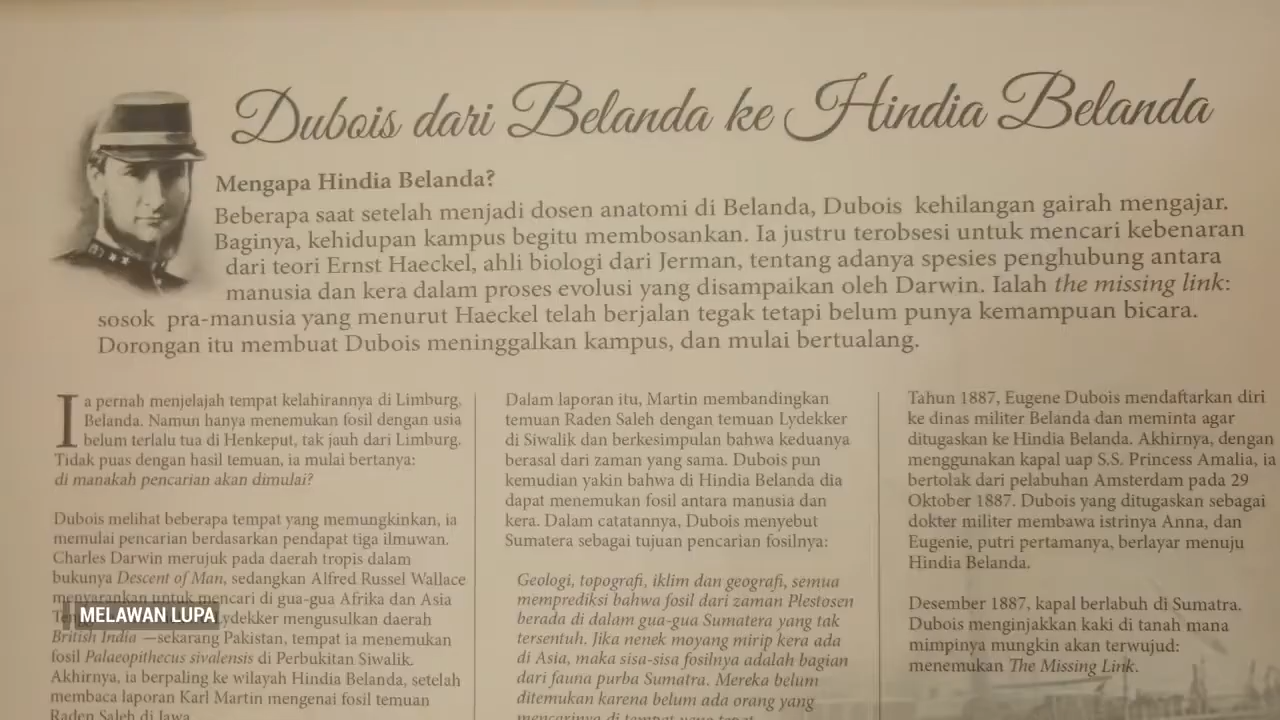 Dubois dari Belanda ke Hindia Belanda
Mengapa Hindia Belanda?
Beberapa saat setelah menjadi dosen anatomi di Belanda, Dubois kehilangan gairah mengajar.
Baginya, kehidupan kampus begitu membosankan. Ia justru terobsesi untuk mencari kebenaran
dari teori Ernst Haeckel, ahli biologi dari Jerman, tentang adanya spesies penghubung antara
manusia dan kera dalam proses evolusi yang disampaikan oleh Darwin. Ialah the missing link:
sosok pra-manusia yang menurut Haeckel telah berjalan tegak tetapi belum punya kemampuan bicara.
Dorongan itu membuat Dubois meninggalkan kampus, dan mulai bertualang.
Ia pernah menjelajah tempat kelahirannya di Limburg,
Belanda. Namun hanya menemukan fosil dengan usia
belum terlalu tua di Henkeput, tak jauh dari Limburg.
Tidak puas dengan hasil temuan, ia mulai bertanya:
di manakah pencarian akan dimulai?
Dubois melihat beberapa tempat yang memungkinkan, ia
memulai pencarian berdasarkan pendapat tiga ilmuwan.
Charles Darwin merujuk pada daerah tropis dalam
bukunya Descent of Man, sedangkan Alfred Russel Wallace
menyarankan untuk mencari di gua-gua Afrika dan Asia
MELAWAN LUPA
ydekker mengusulkan daerah
British India —sekarang Pakistan, tempat ia menemukan
fosil Palaeopithecus sivalensis di Perbukitan Siwalik.
Akhirnya, ia berpaling ke wilayah Hindia Belanda, setelah
membaca laporan Karl Martin mengenai fosil temuan
Raden Saleh di Jawa
Dalam laporan itu, Martin membandingkan
temuan Raden Saleh dengan temuan Lydekker
di Siwalik dan berkesimpulan bahwa keduanya
berasal dari zaman yang sama. Dubois pun
kemudian yakin bahwa di Hindia Belanda dia
dapat menemukan fosil antara manusia dan
kera. Dalam catatannya, Dubois menyebut
Sumatera sebagai tujuan pencarian fosilnya:
Geologi, topografi, iklim dan geografi, semua
memprediksi bahwa fosil dari zaman Plestosen
berada di dalam gua-gua Sumatera yang tak
tersentuh. Jika nenek moyang mirip kera ada
di Asia, maka sisa-sisa fosilnya adalah bagian
dari fauna purba Sumatra. Mereka belum
ditemukan karena belum ada orang yang
mencarinya di tempat yang tepat
Tahun 1887, Eugene Dubois mendaftarkan diri
ke dinas militer Belanda dan meminta agar
ditugaskan ke Hindia Belanda. Akhirnya, dengan
menggunakan kapal uap S.S. Princess Amalia, ia
bertolak dari pelabuhan Amsterdam pada 29
Oktober 1887. Dubois yang ditugaskan sebagai
dokter militer membawa istrinya Anna, dan
Eugenie, putri pertamanya, berlayar menuju
Hindia Belanda.
Desember 1887, kapal berlabuh di Sumatra.
Dubois menginjakkan kaki di tanah mana
mimpinya mungkin akan terwujud:
menemukan The Missing Link.